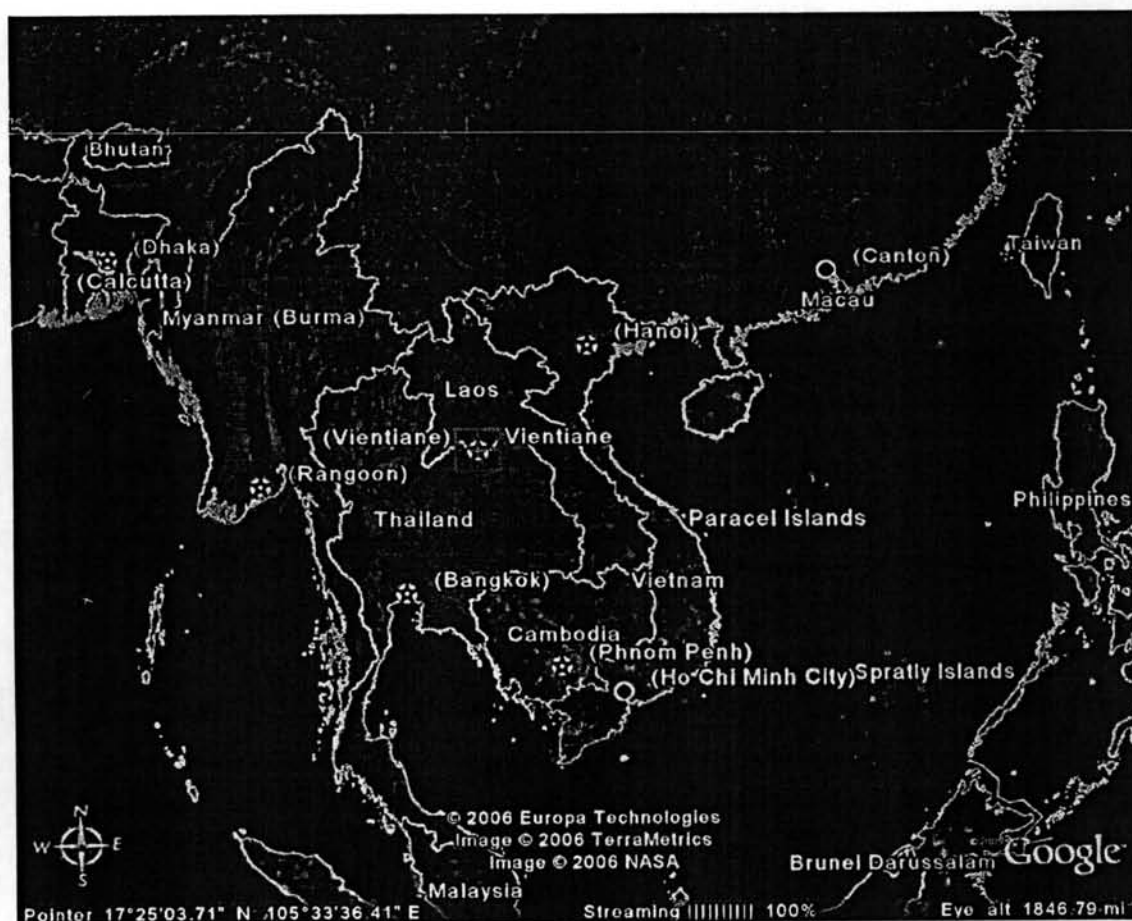 Bhutan
(Dhaka)
(Canton)
Taiwan
(Calcutta)
Macau
Myanmar (Burma)
(Hanoi)
Laos
(Vientiane) Vientiane
(Rangoon)
Philippines
Thailand
Paracel Islands
(Bangkok)
Vietnam
Cambodia
(Phnom Penh)
(Ho Chi Minh City) Spratly Islands
© 2006 Europa Technologies
Image © 2006 TerraMetrics
Image © 2006 NASA
Brunei Darussalam
Google
Malaysia
N
W E
S
Pointer 17°25'03.71" N 105°33'36.41" E Streaming |||||||||| 100% Eye alt 1846.79 mi